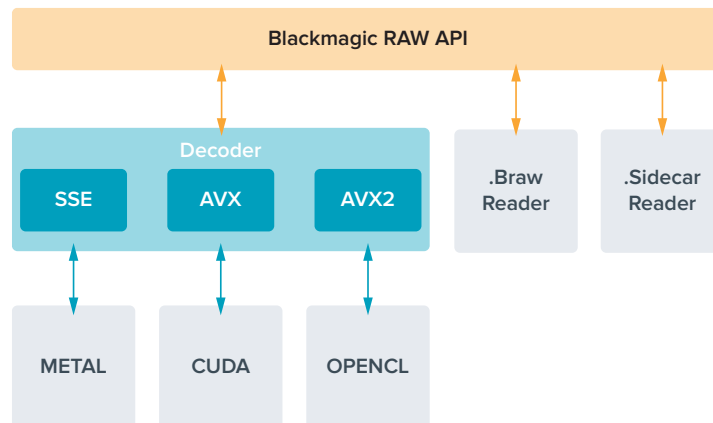 Blackmagic RAW API
Decoder
SSE
AVX
AVX2
.Braw
Reader
.Sidecar
Reader
METAL
CUDA
OPENCL